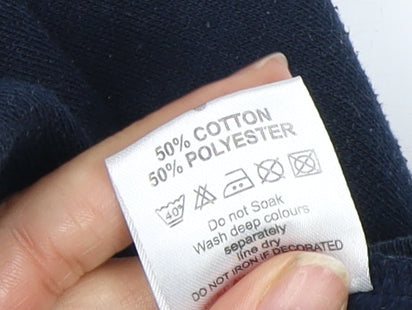 50% COTTON
50% POLYESTER
40°
Do not Soak
Wash deep colours
separately
line dry
DO NOT IRON IF DECORATED